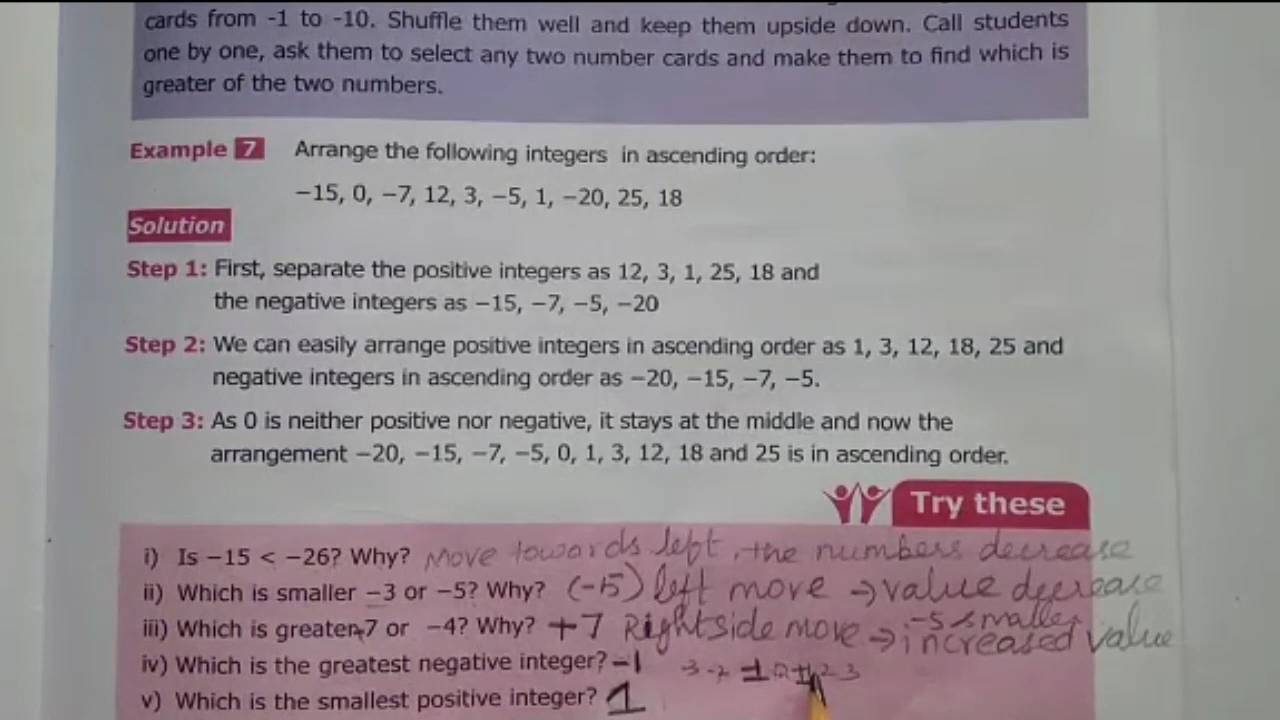 cards from -1 to -10. Shuffle them well and keep them upside down. Call students
one by one, ask them to select any two number cards and make them to find which is
greater of the two numbers.
Example 7 Arrange the following integers in ascending order:
−15, 0, −7, 12, 3, −5, 1, −20, 25, 18
Solution
Step 1: First, separate the positive integers as 12, 3, 1, 25, 18 and
the negative integers as −15, −7, −5, −20
Step 2: We can easily arrange positive integers in ascending order as 1, 3, 12, 18, 25 and
negative integers in ascending order as −20, −15, −7, −5.
Step 3: As 0 is neither positive nor negative, it stays at the middle and now the
arrangement −20, −15, −7, −5, 0, 1, 3, 12, 18 and 25 is in ascending order.
Try these
i) Is −15 < −26? Why? Move towards left, the numbers decrease
ii) Which is smaller −3 or −5? Why? left move → value decrease
-5 smaller
iii) Which is greater +7 or −4? Why? +7 Rightside move → increased value
iv) Which is the greatest negative integer? −1
v) Which is the smallest positive integer? 1